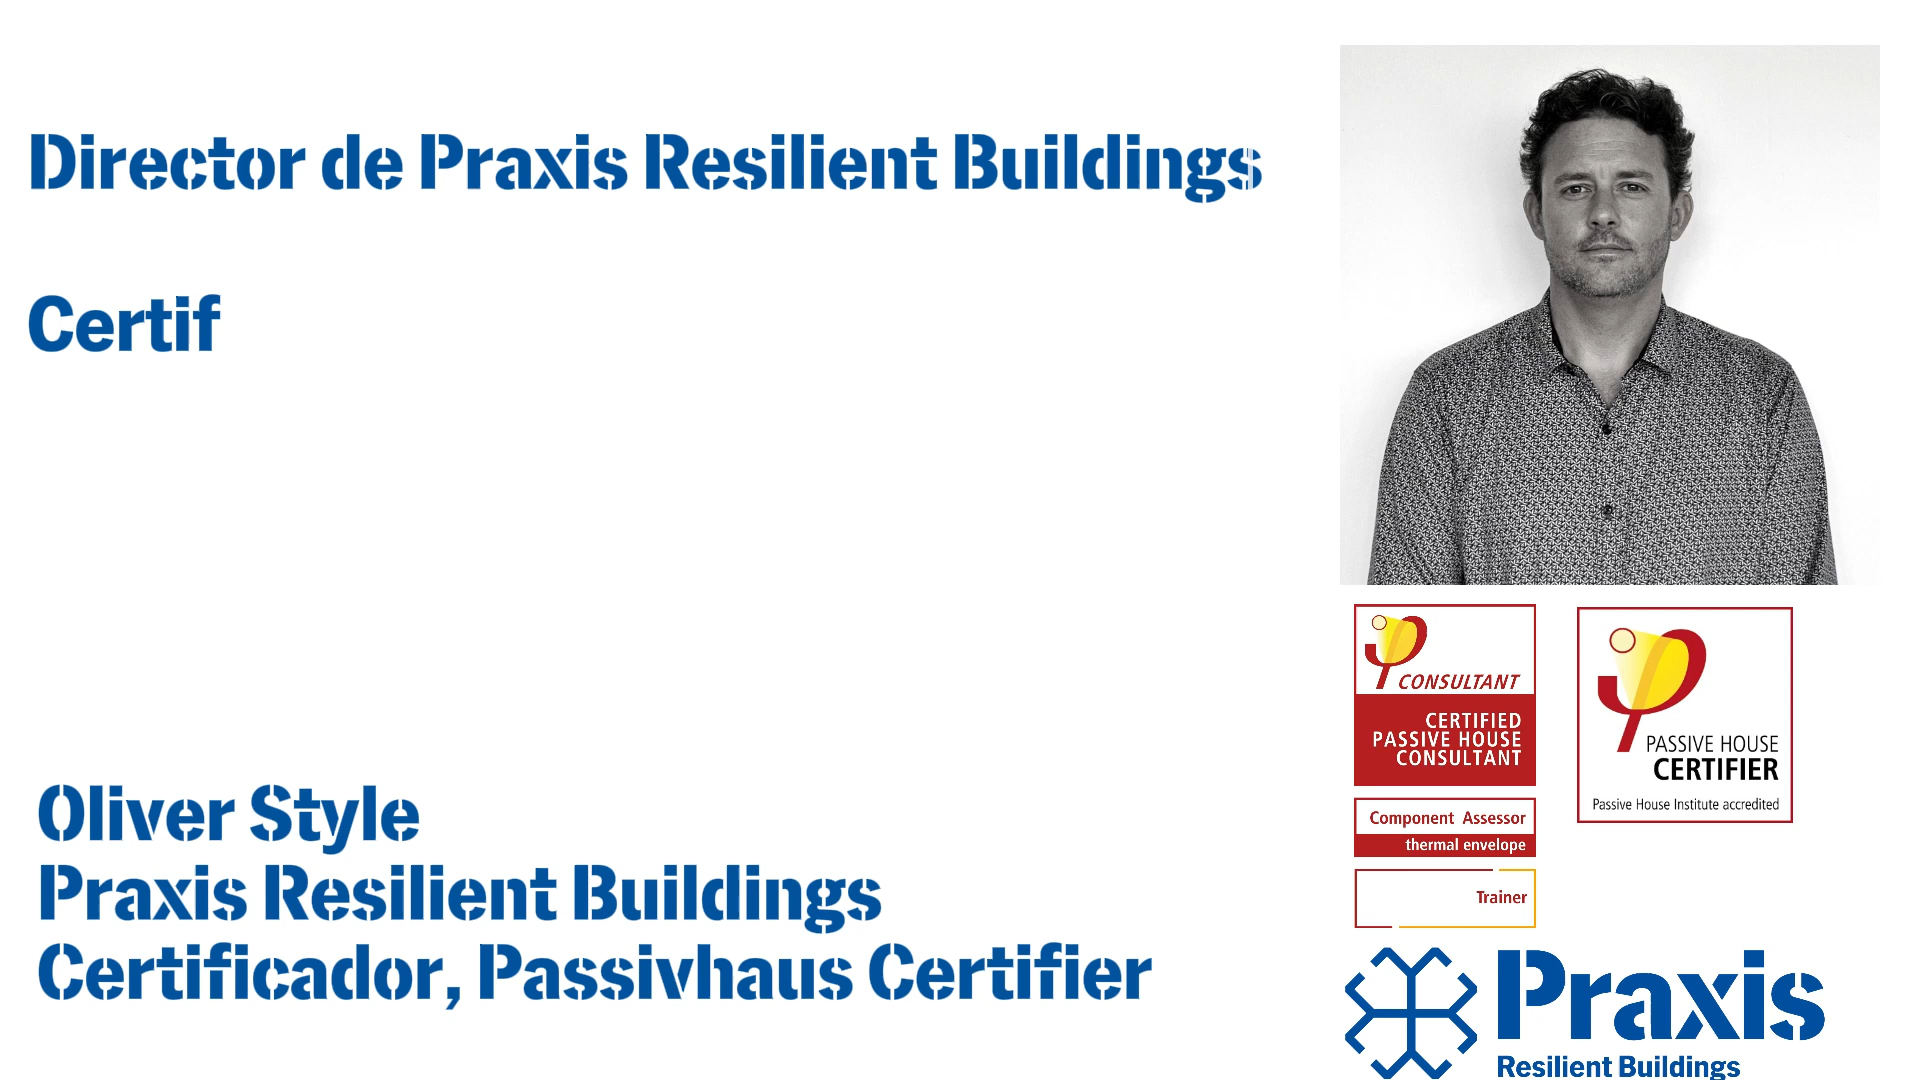 Director de Praxis Resilient Buildings
Certif
Oliver Style
Praxis Resilient Buildings
Certificador, Passivhaus Certifier
CONSULTANT
CERTIFIED
PASSIVE HOUSE
CONSULTANT
Component Assessor
thermal envelope
Trainer
PASSIVE HOUSE
CERTIFIER
Passive House Institute accredited
Praxis
Resilient Buildings